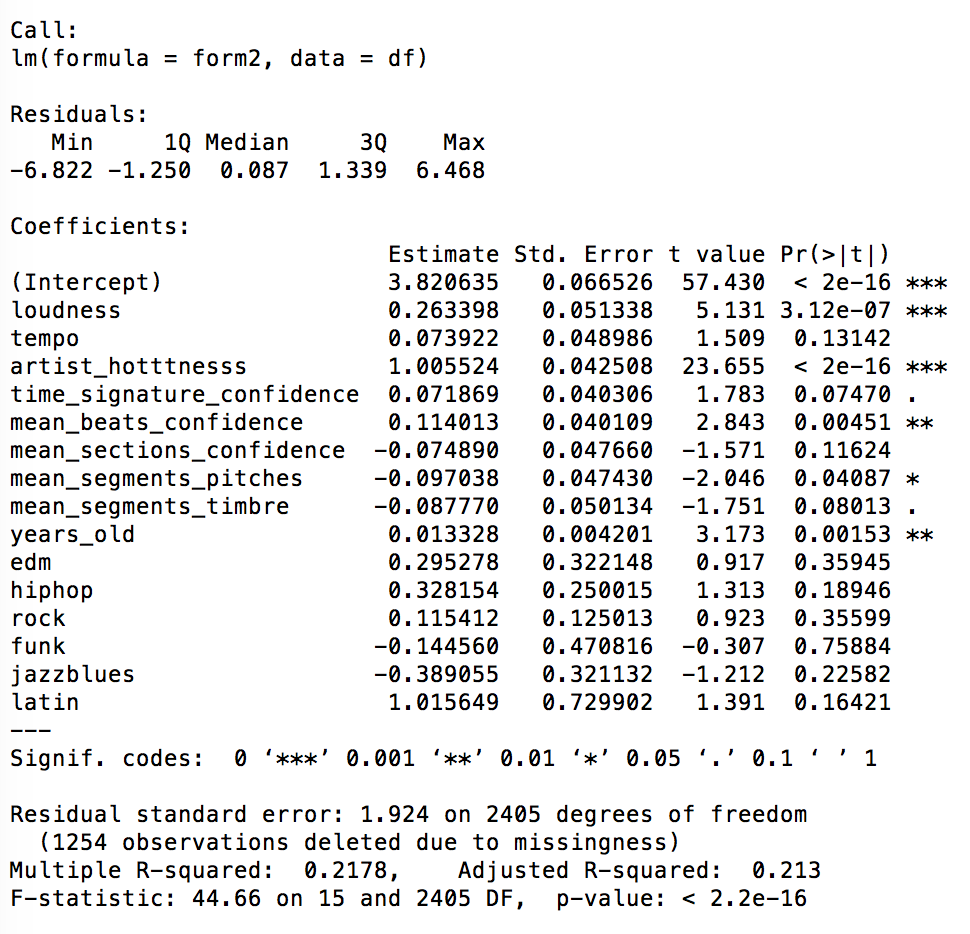 Call:
lm(formula = form2, data = df)
Residuals:
Min 1Q Median 3Q Max
-6.822 -1.250 0.087 1.339 6.468
Coefficients:
Estimate Std. Error t value Pr(>|t|)
(Intercept) 3.820635 0.066526 57.430 < 2e-16 ***
loudness 0.263398 0.051338 5.131 3.12e-07 ***
tempo 0.073922 0.048986 1.509 0.13142
artist_hotttnesss 1.005524 0.042508 23.655 < 2e-16 ***
time_signature_confidence 0.071869 0.040306 1.783 0.07470 .
mean_beats_confidence 0.114013 0.040109 2.843 0.00451 **
mean_sections_confidence -0.074890 0.047660 -1.571 0.11624
mean_segments_pitches -0.097038 0.047430 -2.046 0.04087 *
mean_segments_timbre -0.087770 0.050134 -1.751 0.08013 .
years_old 0.013328 0.004201 3.173 0.00153 **
edm 0.295278 0.322148 0.917 0.35945
hiphop 0.328154 0.250015 1.313 0.18946
rock 0.115412 0.125013 0.923 0.35599
funk -0.144560 0.470816 -0.307 0.75884
jazzblues -0.389055 0.321132 -1.212 0.22582
latin 1.015649 0.729902 1.391 0.16421
---
Signif. codes: 0 ‘***’ 0.001 ‘**’ 0.01 ‘*’ 0.05 ‘.’ 0.1 ‘ ’ 1
Residual standard error: 1.924 on 2405 degrees of freedom
(1254 observations deleted due to missingness)
Multiple R-squared: 0.2178, Adjusted R-squared: 0.213
F-statistic: 44.66 on 15 and 2405 DF, p-value: < 2.2e-16